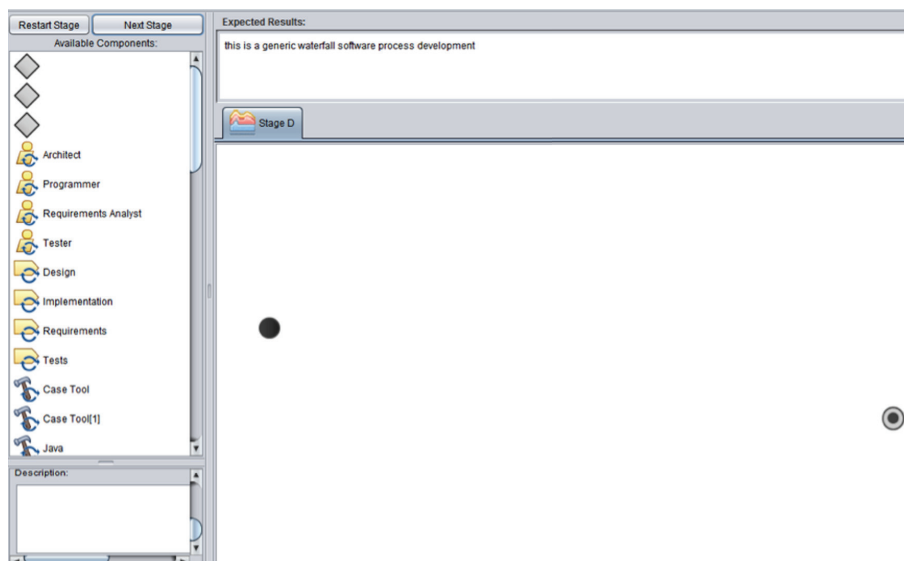 Restart Stage
Next Stage
Available Components:
Architect
Programmer
Requirements Analyst
Tester
Design
Implementation
Requirements
Tests
Case Tool
Case Tool[1]
Java
Description:
Expected Results:
this is a generic waterfall software process development
Stage D